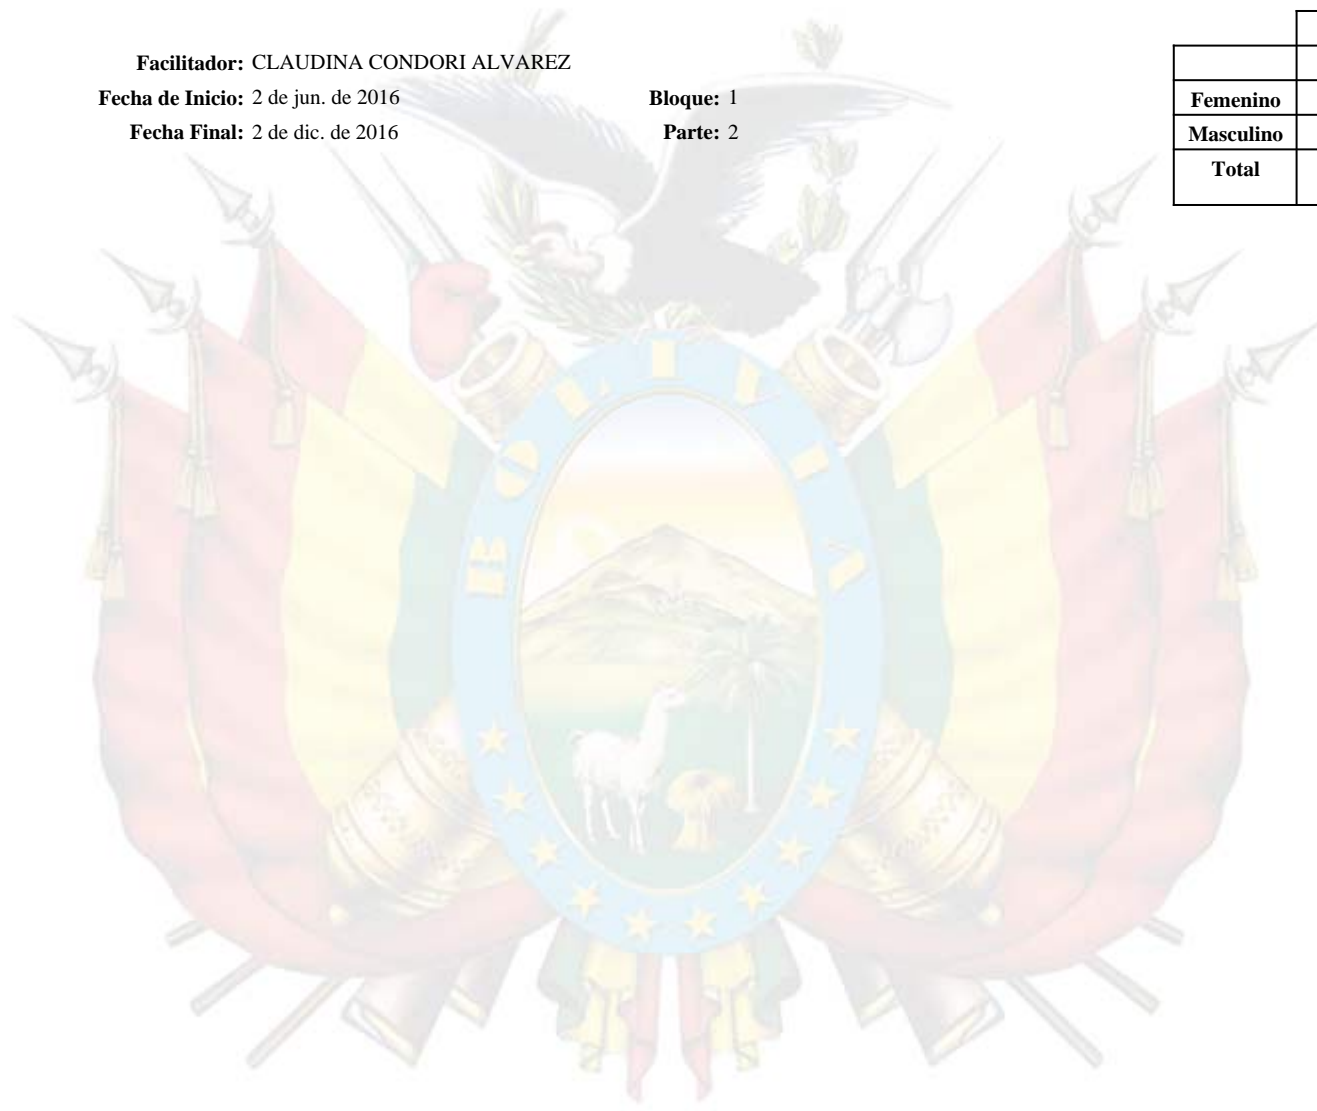 Facilitador: CLAUDINA CONDORI ALVAREZ
Fecha de Inicio: 2 de jun. de 2016 Bloque: 1
Fecha Final: 2 de dic. de 2016 Parte: 2
Femenino
Masculino
Total
BOLIVIA